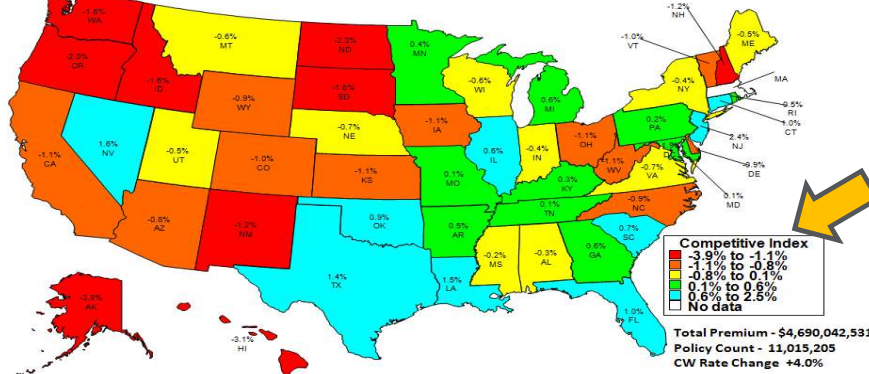 -1.6%
WA
-2.0%
OR
-1.6%
ID
-0.6%
MT
-2.2%
ND
0.4%
MN
-1.6%
SD
-0.9%
WY
-0.6%
WI
0.6%
MI
-1.1%
CA
1.6%
NV
-0.5%
UT
-1.0%
CO
-0.7%
NE
-1.1%
IA
0.6%
IL
-0.4%
IN
-1.1%
OH
-1.1%
KS
0.1%
MO
0.3%
KY
-1.1%
WV
-0.7%
VA
0.2%
PA
-0.4%
NY
-1.0%
VT
-1.2%
NH
-0.5%
ME
MA
0.5%
RI
1.0%
CT
2.4%
NJ
-0.9%
DE
0.1%
MD
-0.8%
AZ
-1.2%
NM
0.9%
OK
0.5%
AR
0.1%
TN
-0.9%
NC
0.7%
SC
1.4%
TX
1.5%
LA
-0.2%
MS
-0.3%
AL
0.6%
GA
1.0%
FL
AK
-3.1%
HI
Competitive Index
-3.9% to -1.1%
-1.1% to -0.8%
-0.8% to 0.1%
0.1% to 0.6%
0.6% to 2.5%
No data
Total Premium - $4,690,042,531
Policy Count - 11,015,205
CW Rate Change +4.0%